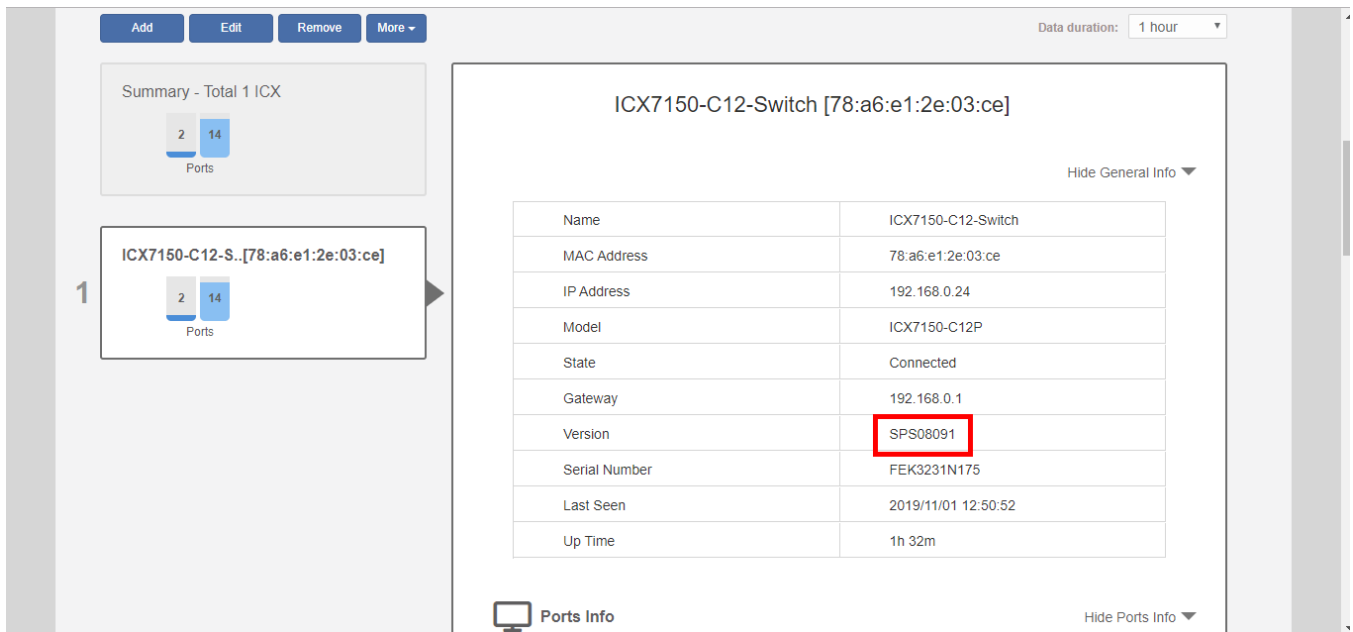 Add Edit Remove More
Data duration: 1 hour
Summary - Total 1 ICX
2 14
Ports
1
ICX7150-C12-S..[78:a6:e1:2e:03:ce]
2 14
Ports
ICX7150-C12-Switch [78:a6:e1:2e:03:ce]
Hide General Info
Name ICX7150-C12-Switch
MAC Address 78:a6:e1:2e:03:ce
IP Address 192.168.0.24
Model ICX7150-C12P
State Connected
Gateway 192.168.0.1
Version SPS08091
Serial Number FEK3231N175
Last Seen 2019/11/01 12:50:52
Up Time 1h 32m
Ports Info
Hide Ports Info